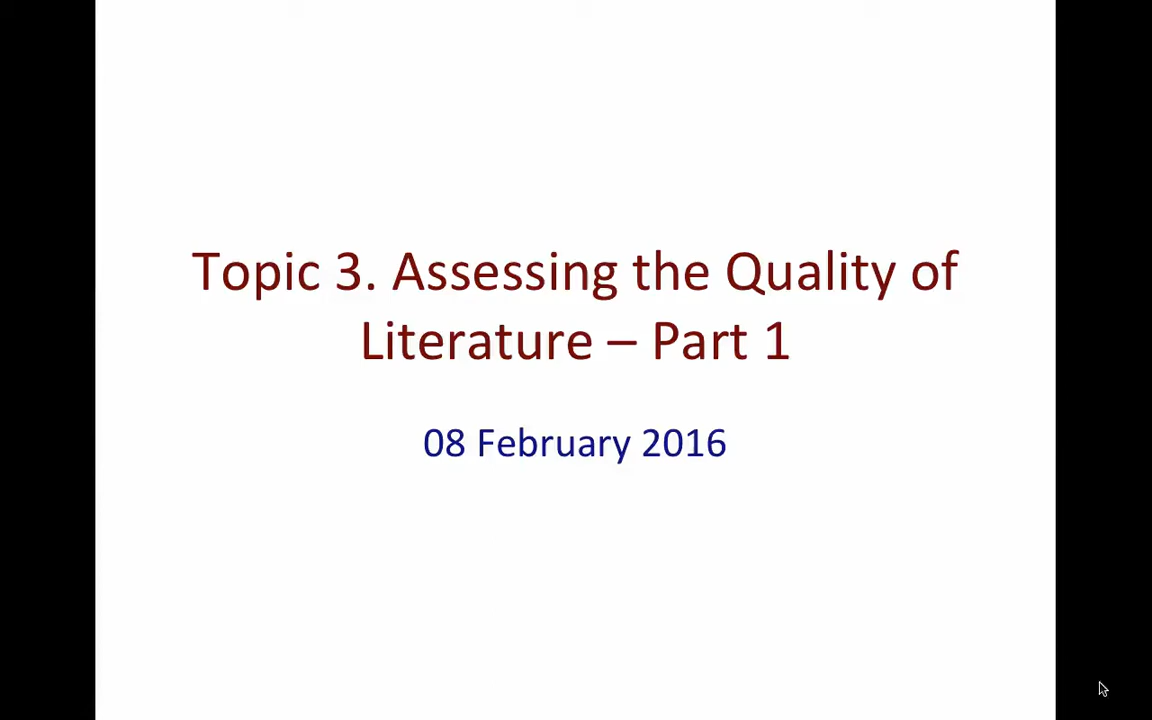 Topic 3. Assessing the Quality of
Literature – Part 1
08 February 2016